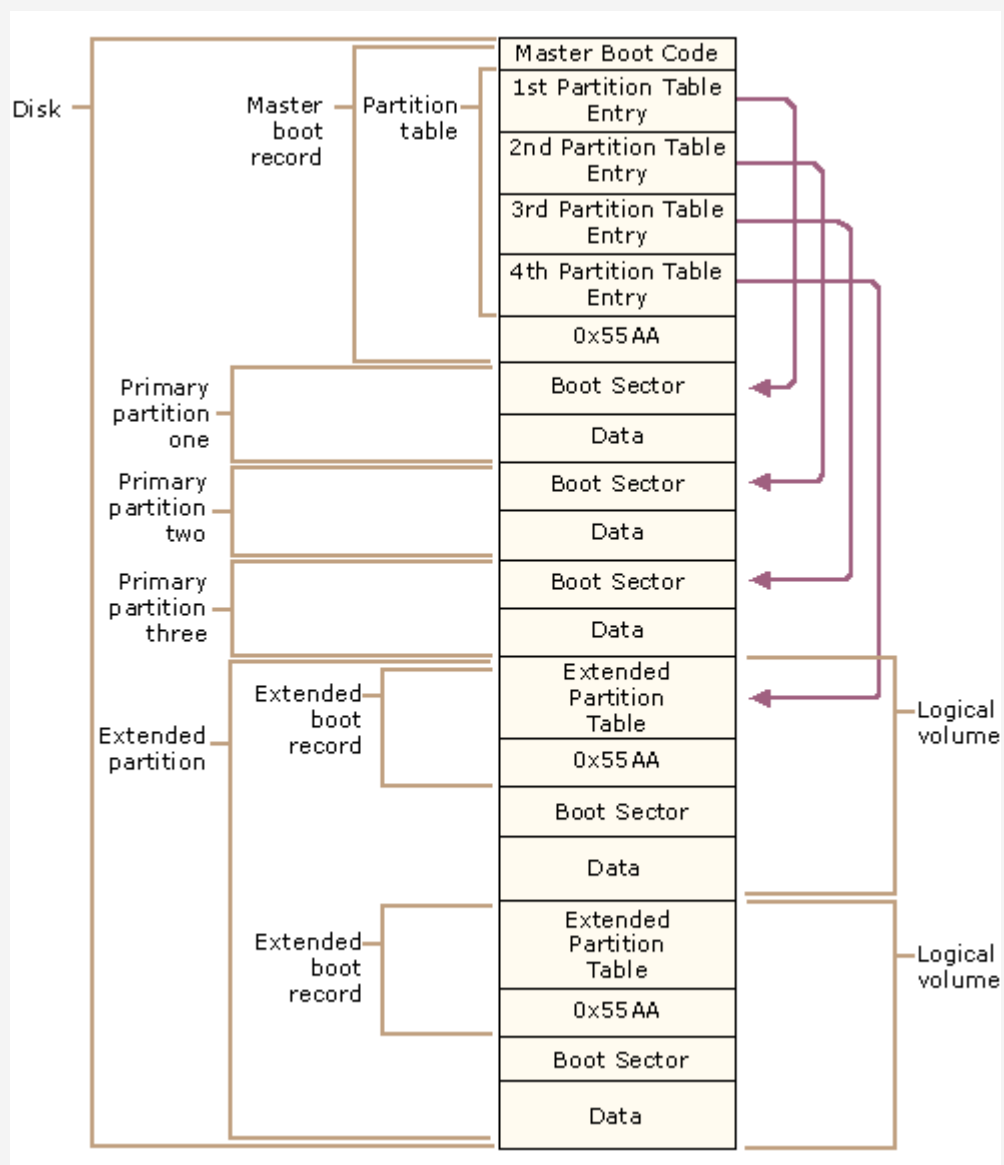 Master Boot Code
Disk
Master
boot
record
Partition
table
1st Partition Table
Entry
2nd Partition Table
Entry
3rd Partition Table
Entry
4th Partition Table
Entry
0x55AA
Primary
partition
one
Boot Sector
Data
Primary
partition
two
Boot Sector
Data
Primary
partition
three
Boot Sector
Data
Extended
partition
Extended
boot
record
Extended
Partition
Table
0x55AA
Boot Sector
Data
Logical
volume
Extended
boot
record
Extended
Partition
Table
0x55AA
Boot Sector
Data
Logical
volume